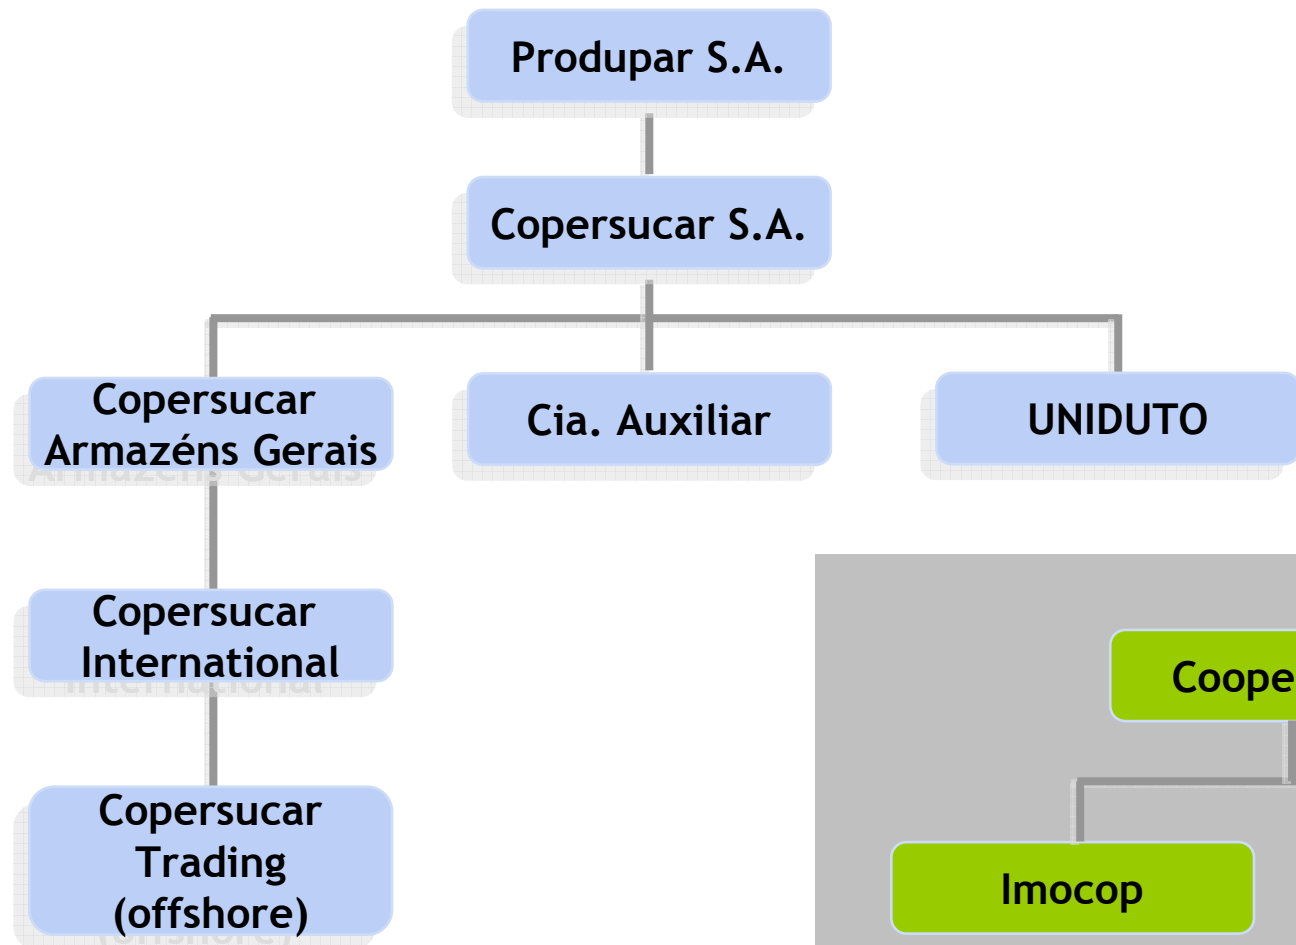 Produpar S.A.
Copersucar S.A.
Copersucar
Armazéns Gerais
Cia. Auxiliar
UNIDUTO
Copersucar
International
Coope
Copersucar
Trading
(offshore)
Imocop